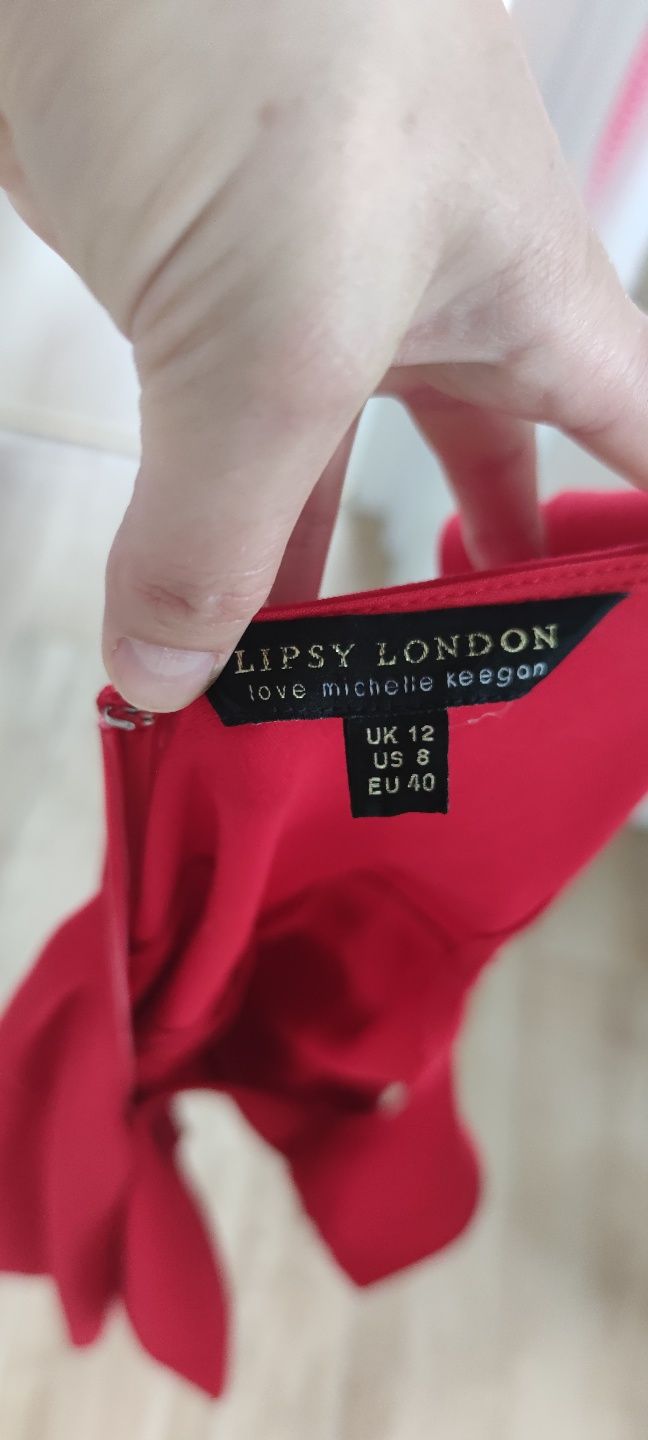 LIPSY LONDON
love michelle keegan
UK 12
US 8
EU 40